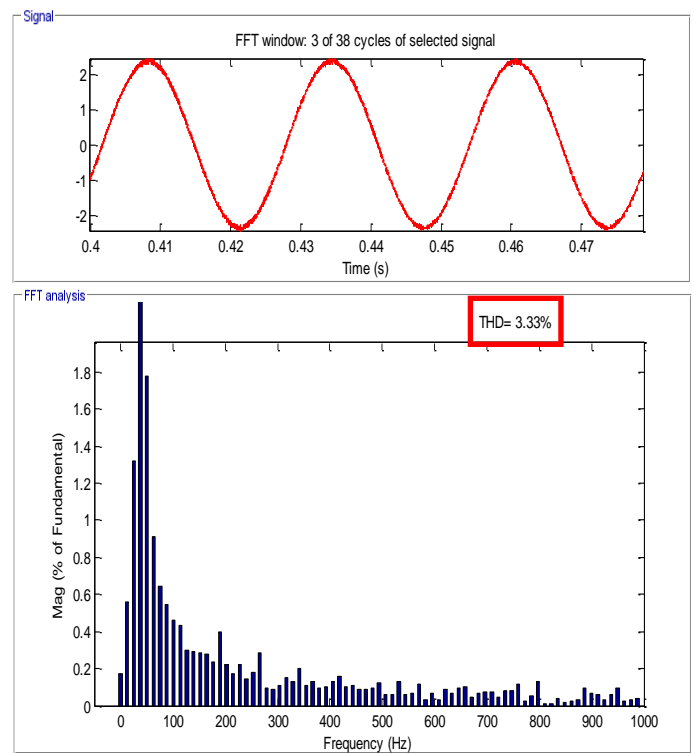 Signal
FFT window: 3 of 38 cycles of selected signal
2
1
0
-1
-2
0.4 0.41 0.42 0.43 0.44 0.45 0.46 0.47
Time (s)
FFT analysis
THD= 3.33%
1.8
1.6
1.4
1.2
1
0.8
0.6
0.4
0.2
0
Mag (% of Fundamental)
0 100 200 300 400 500 600 700 800 900 1000
Frequency (Hz)